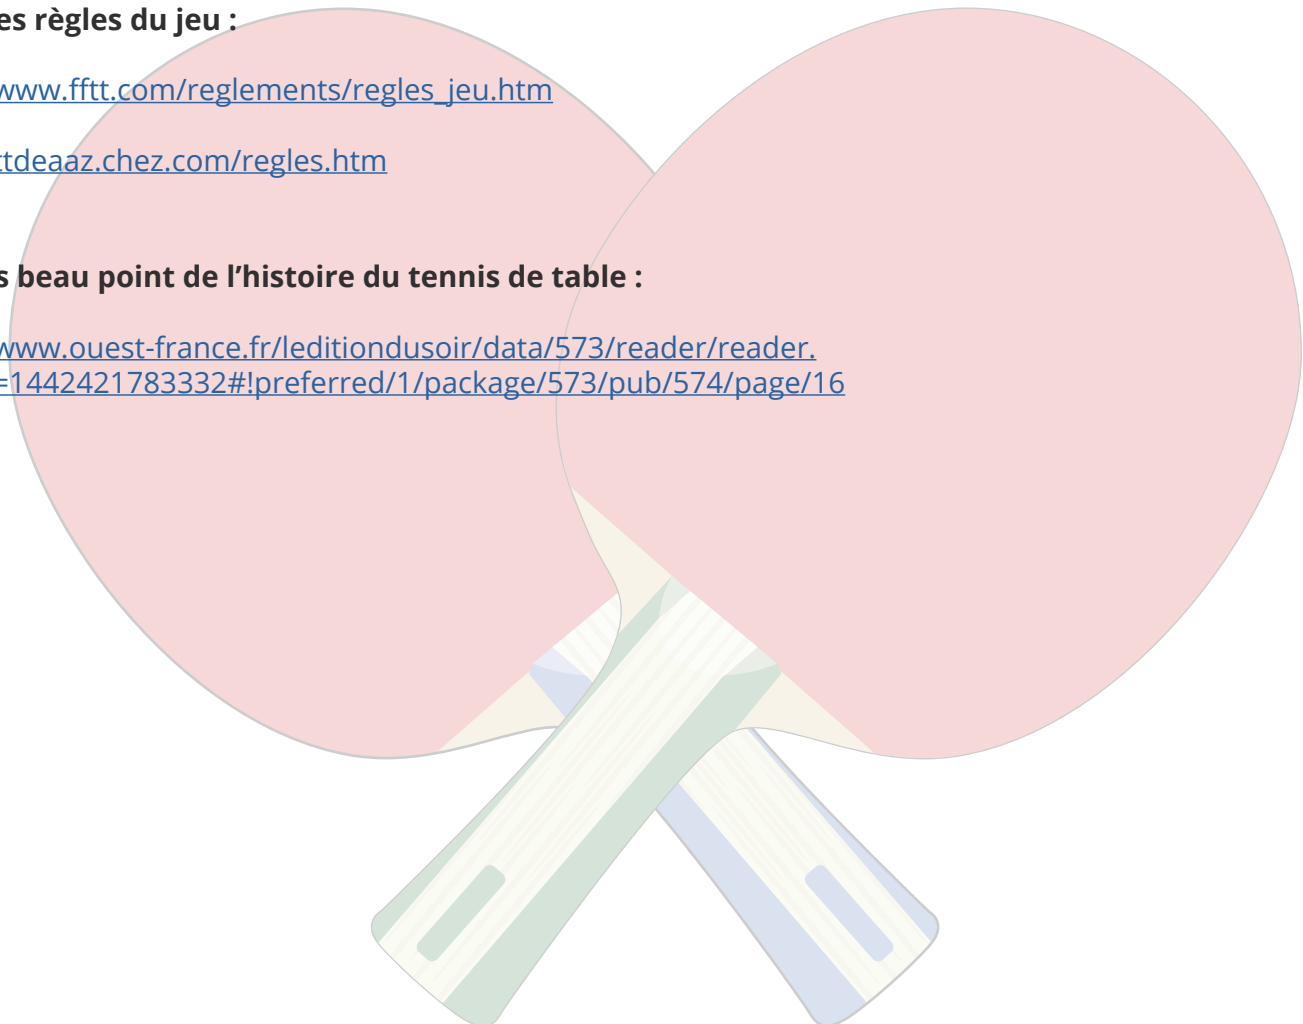 es règles du jeu :
www.fftt.com/reglements/regles_jeu.htm
ttdeaaz.chez.com/regles.htm
s beau point de l’histoire du tennis de table :
www.ouest-france.fr/leditiondusoir/data/573/reader/reader.
=1442421783332#!preferred/1/package/573/pub/574/page/16